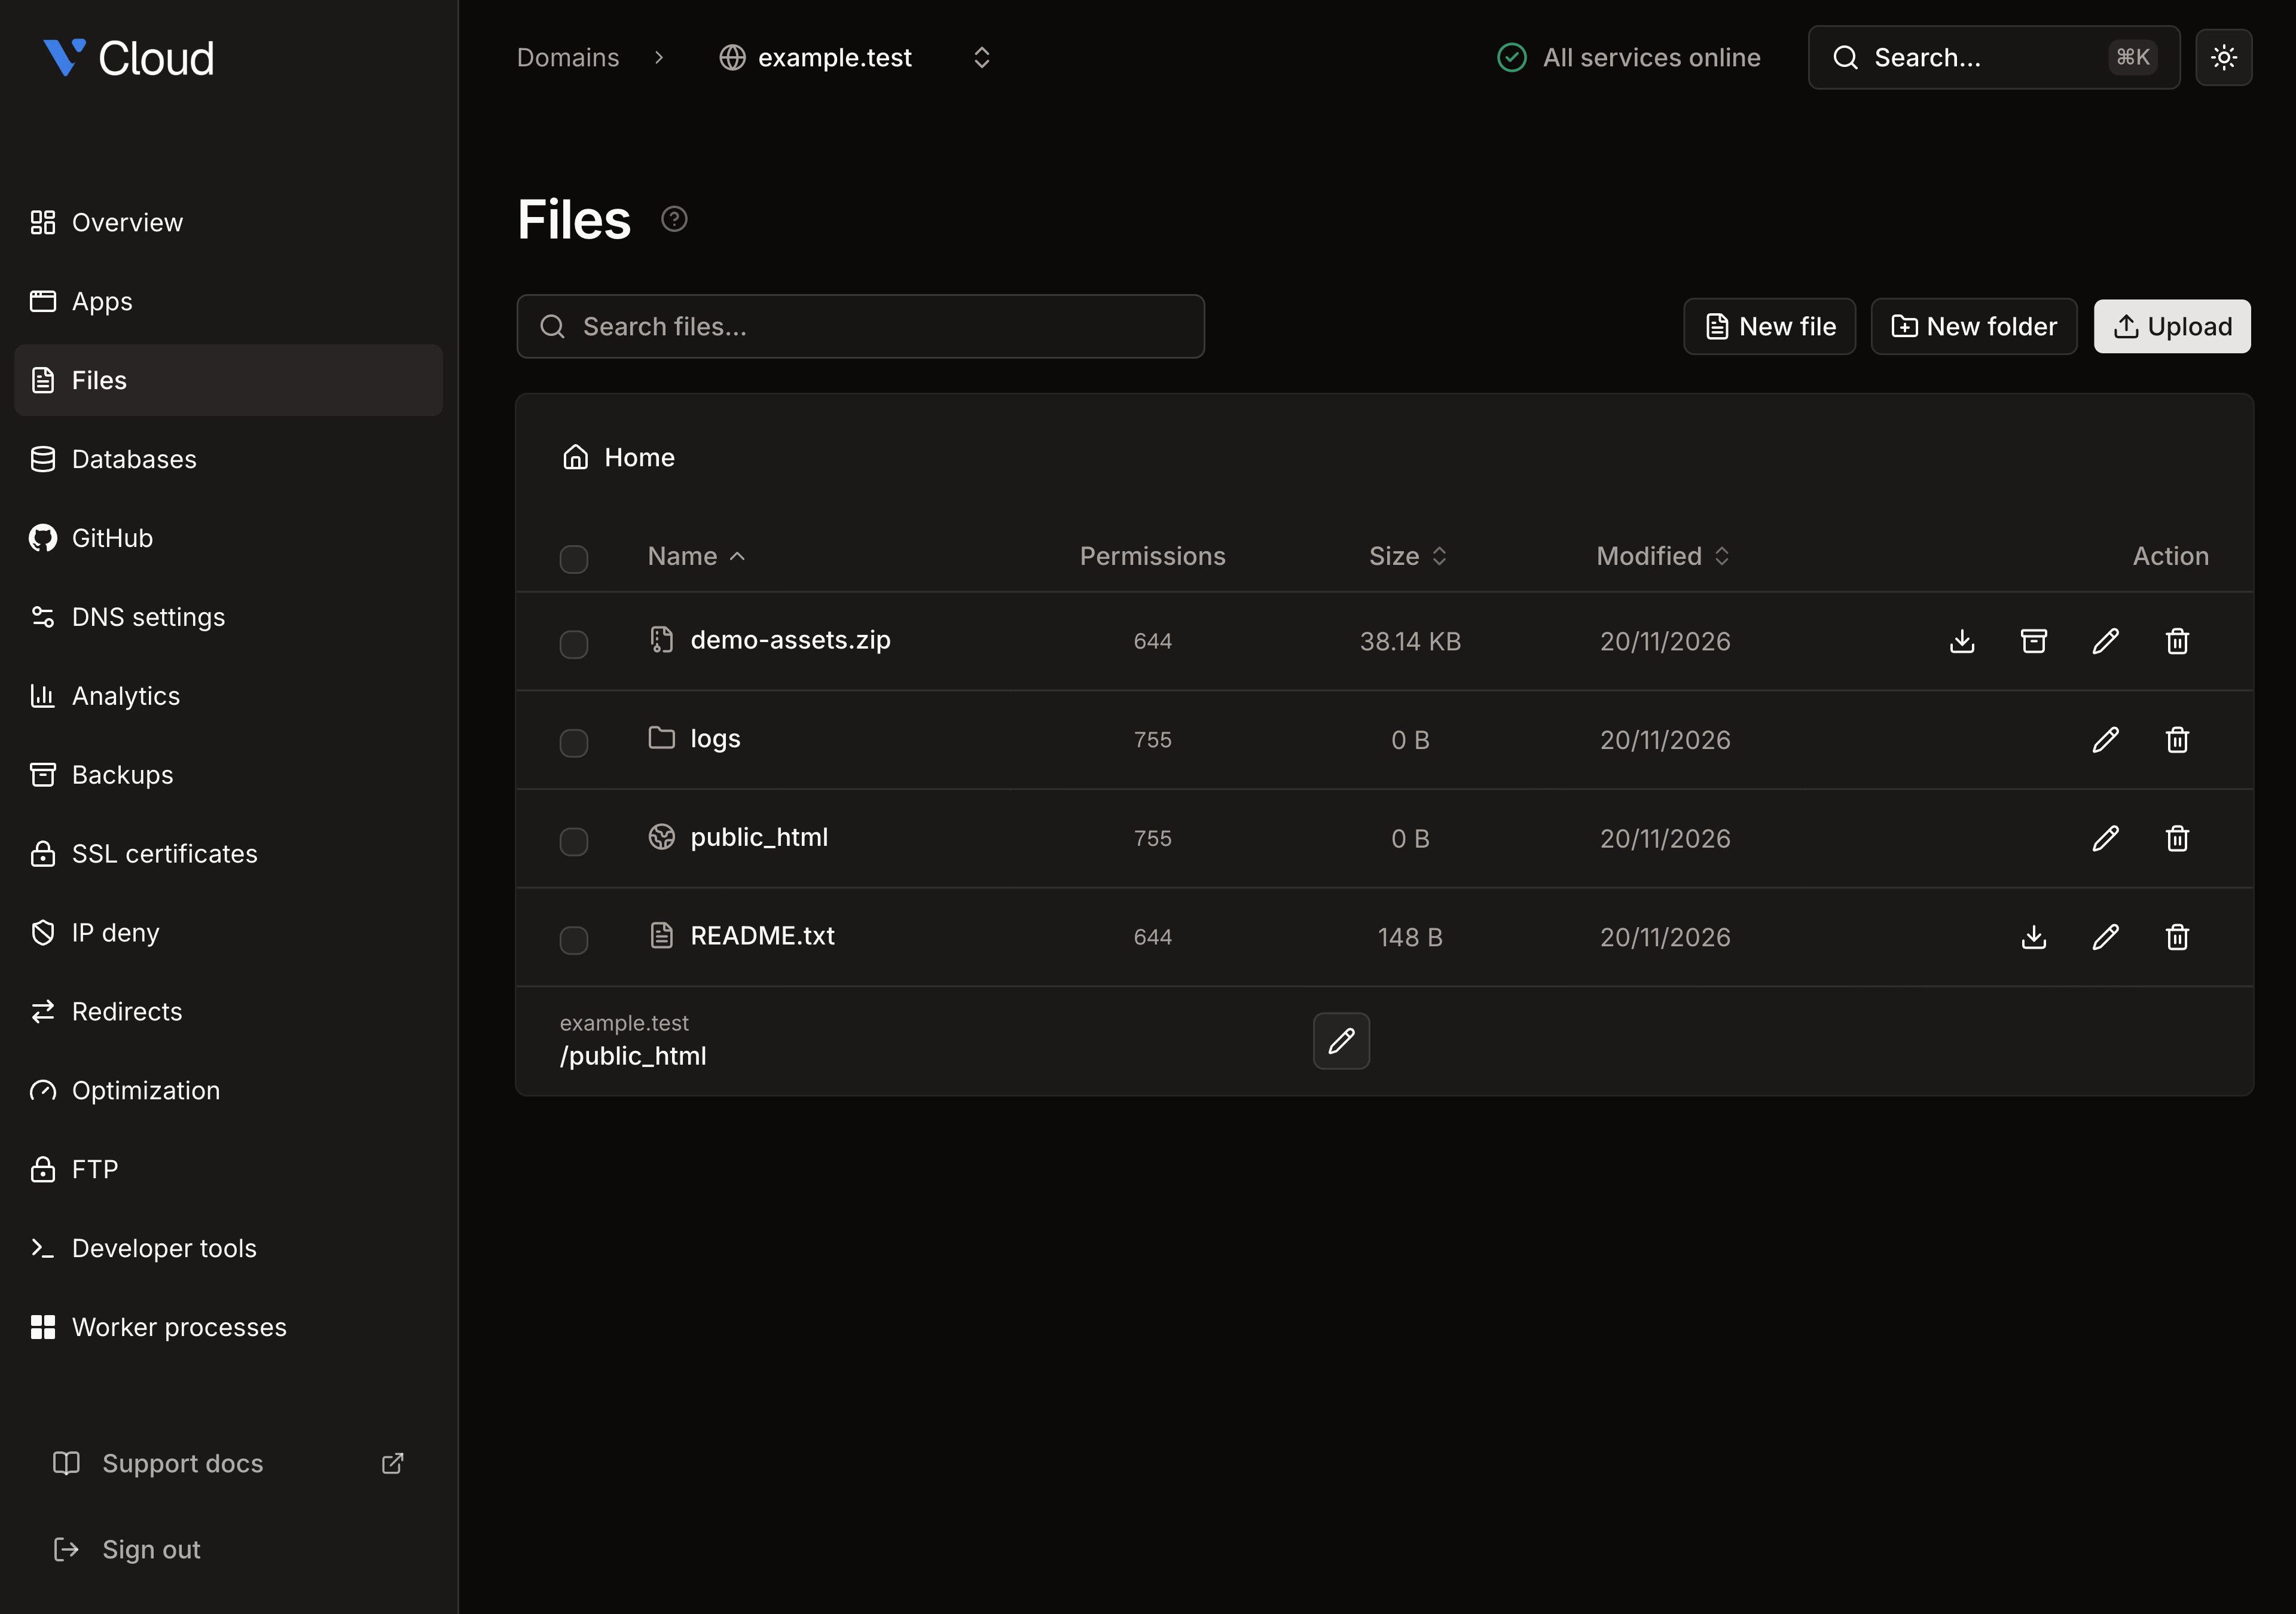 Cloud
Domains
example.test
All services online
Search...
⌘K
Overview
Apps
Files
Databases
GitHub
DNS settings
Analytics
Backups
SSL certificates
IP deny
Redirects
Optimization
FTP
Developer tools
Worker processes
Support docs
Sign out
Files
Search files...
New file
New folder
Upload
Home
Name Permissions Size Modified Action
demo-assets.zip 644 38.14 KB 20/11/2026
logs 755 0 B 20/11/2026
public_html 755 0 B 20/11/2026
README.txt 644 148 B 20/11/2026
example.test
/public_html